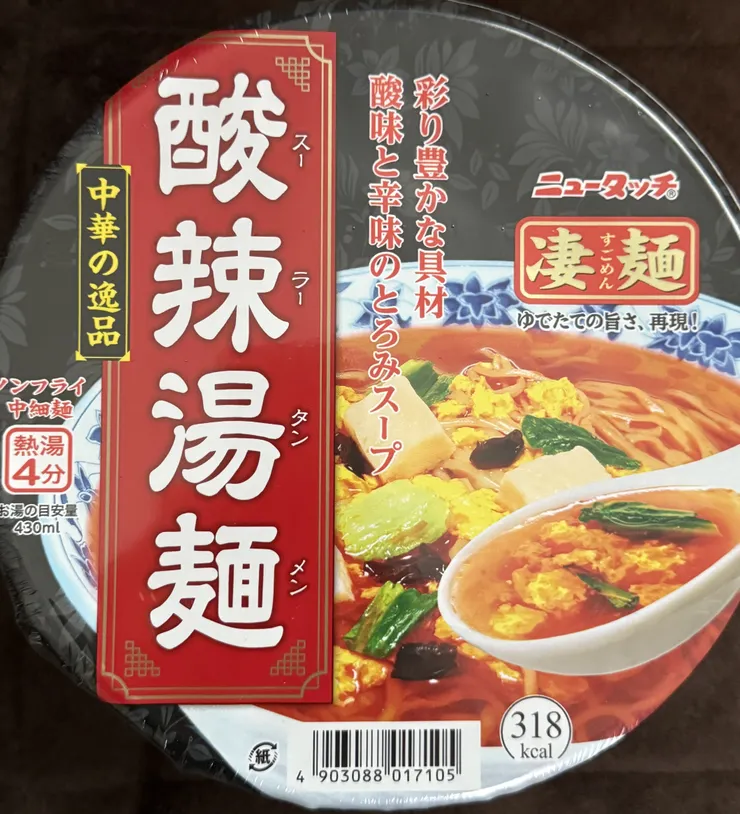 酸辣湯麺
スーラータンメン
中華の逸品
彩り豊かな具材
酸味と辛味のとろみスープ
ニュータッチ®
凄麺
すごめん
ゆでたての旨さ、再現!
ノンフライ
中細麺
熱湯
4分
お湯の目安量
430ml
318
kcal
紙
4 903088 017105